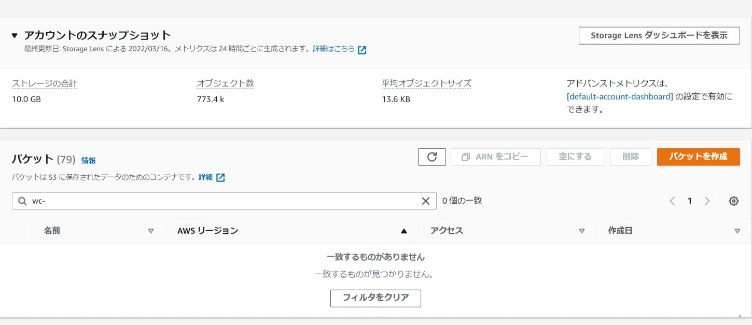 アカウントのスナップショット
Storage Lens ダッシュボードを表示
最終更新日: Storage Lens による 2022/03/16。メトリクスは 24 時間ごとに生成されます。詳細はこちら
ストレージの合計
オブジェクト数
平均オブジェクトサイズ
アドバンストメトリクスは、
10.0 GB
773.4 k
13.6 KB
[default-account-dashboard] の設定で有効に
できます。
バケット (79) 情報
ARN をコピー
空にする
削除
バケットを作成
バケットは S3 に保存されたデータのためのコンテナです。詳細
wc-
0 個の一致
1
名前
AWS リージョン
アクセス
作成日
一致するものがありません
一致するものが見つかりません。
フィルタをクリア